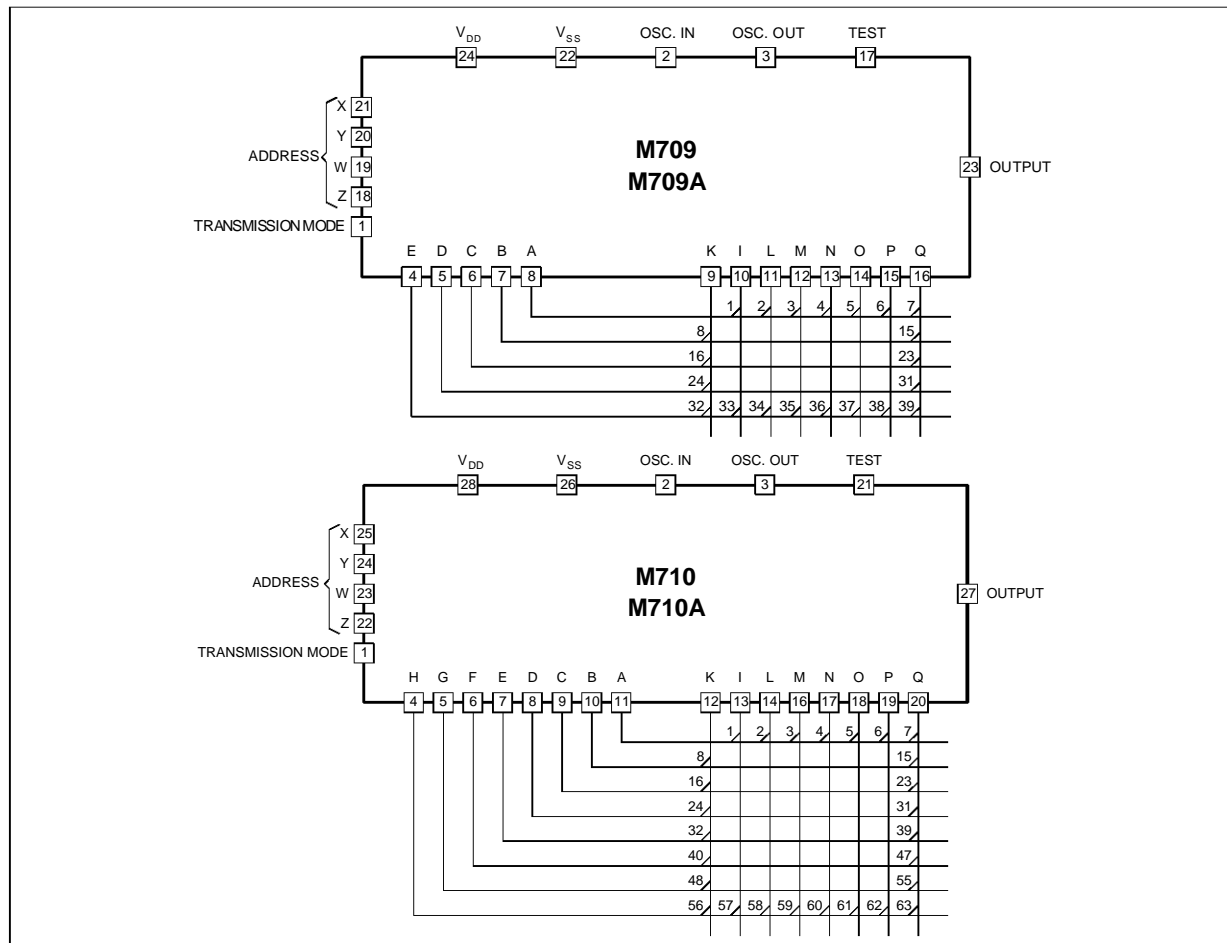 V_DD V_SS OSC. IN OSC. OUT TEST
24 22 2 3 17
X 21
Y 20
ADDRESS
W 19
Z 18
TRANSMISSION MODE 1
M709
M709A
23 OUTPUT
E D C B A K I L M N O P Q
4 5 6 7 8 9 10 11 12 13 14 15 16
1 2 3 4 5 6 7
8 15
16 23
24 31
32 33 34 35 36 37 38 39
V_DD V_SS OSC. IN OSC. OUT TEST
28 26 2 3 21
X 25
Y 24
ADDRESS
W 23
Z 22
TRANSMISSION MODE 1
M710
M710A
27 OUTPUT
H G F E D C B A K I L M N O P Q
4 5 6 7 8 9 10 11 12 13 14 16 17 18 19 20
1 2 3 4 5 6 7
8 15
16 23
24 31
32 39
40 47
48 55
56 57 58 59 60 61 62 63